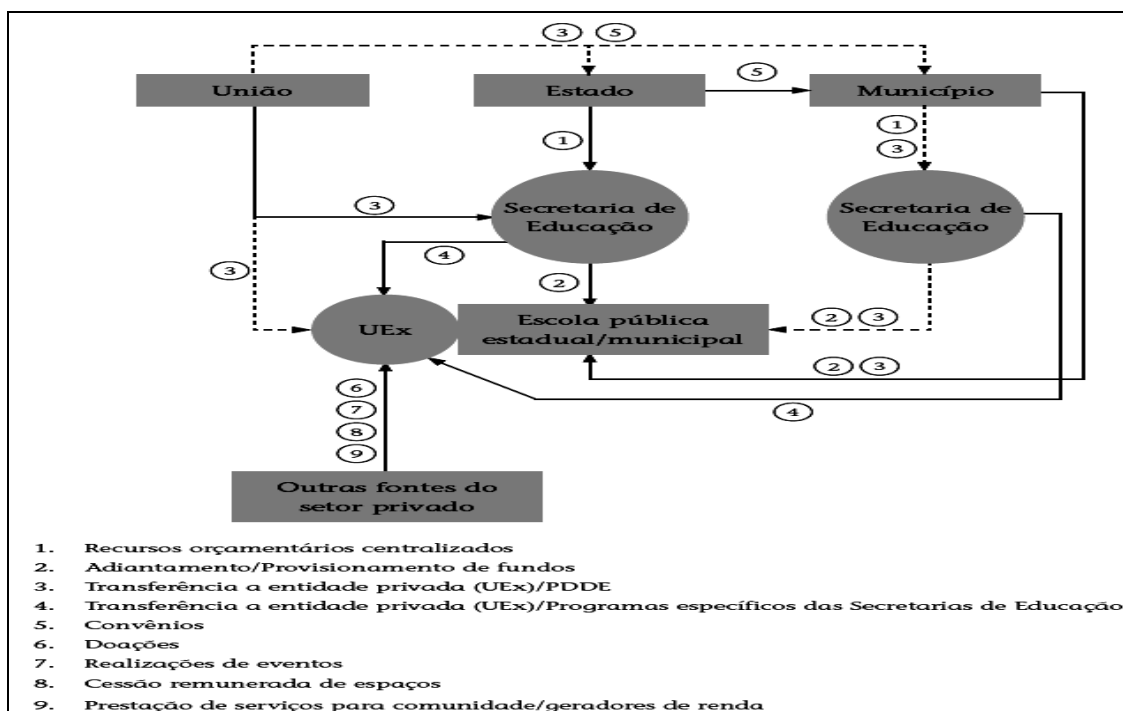 3 5
União
Estado
5
Município
1
1
3
Secretaria de
Educação
Secretaria de
Educação
3
4
3
2
UEx
Escola pública
estadual/municipal
2 3
2 3
6
7
8
9
4
Outras fontes do
setor privado
1. Recursos orçamentários centralizados
2. Adiantamento/Provisionamento de fundos
3. Transferência a entidade privada (UEx)/PDDE
4. Transferência a entidade privada (UEx)/Programas específicos das Secretarias de Educação
5. Convênios
6. Doações
7. Realizações de eventos
8. Cessão remunerada de espaços
9. Prestação de serviços para comunidade/geradores de renda